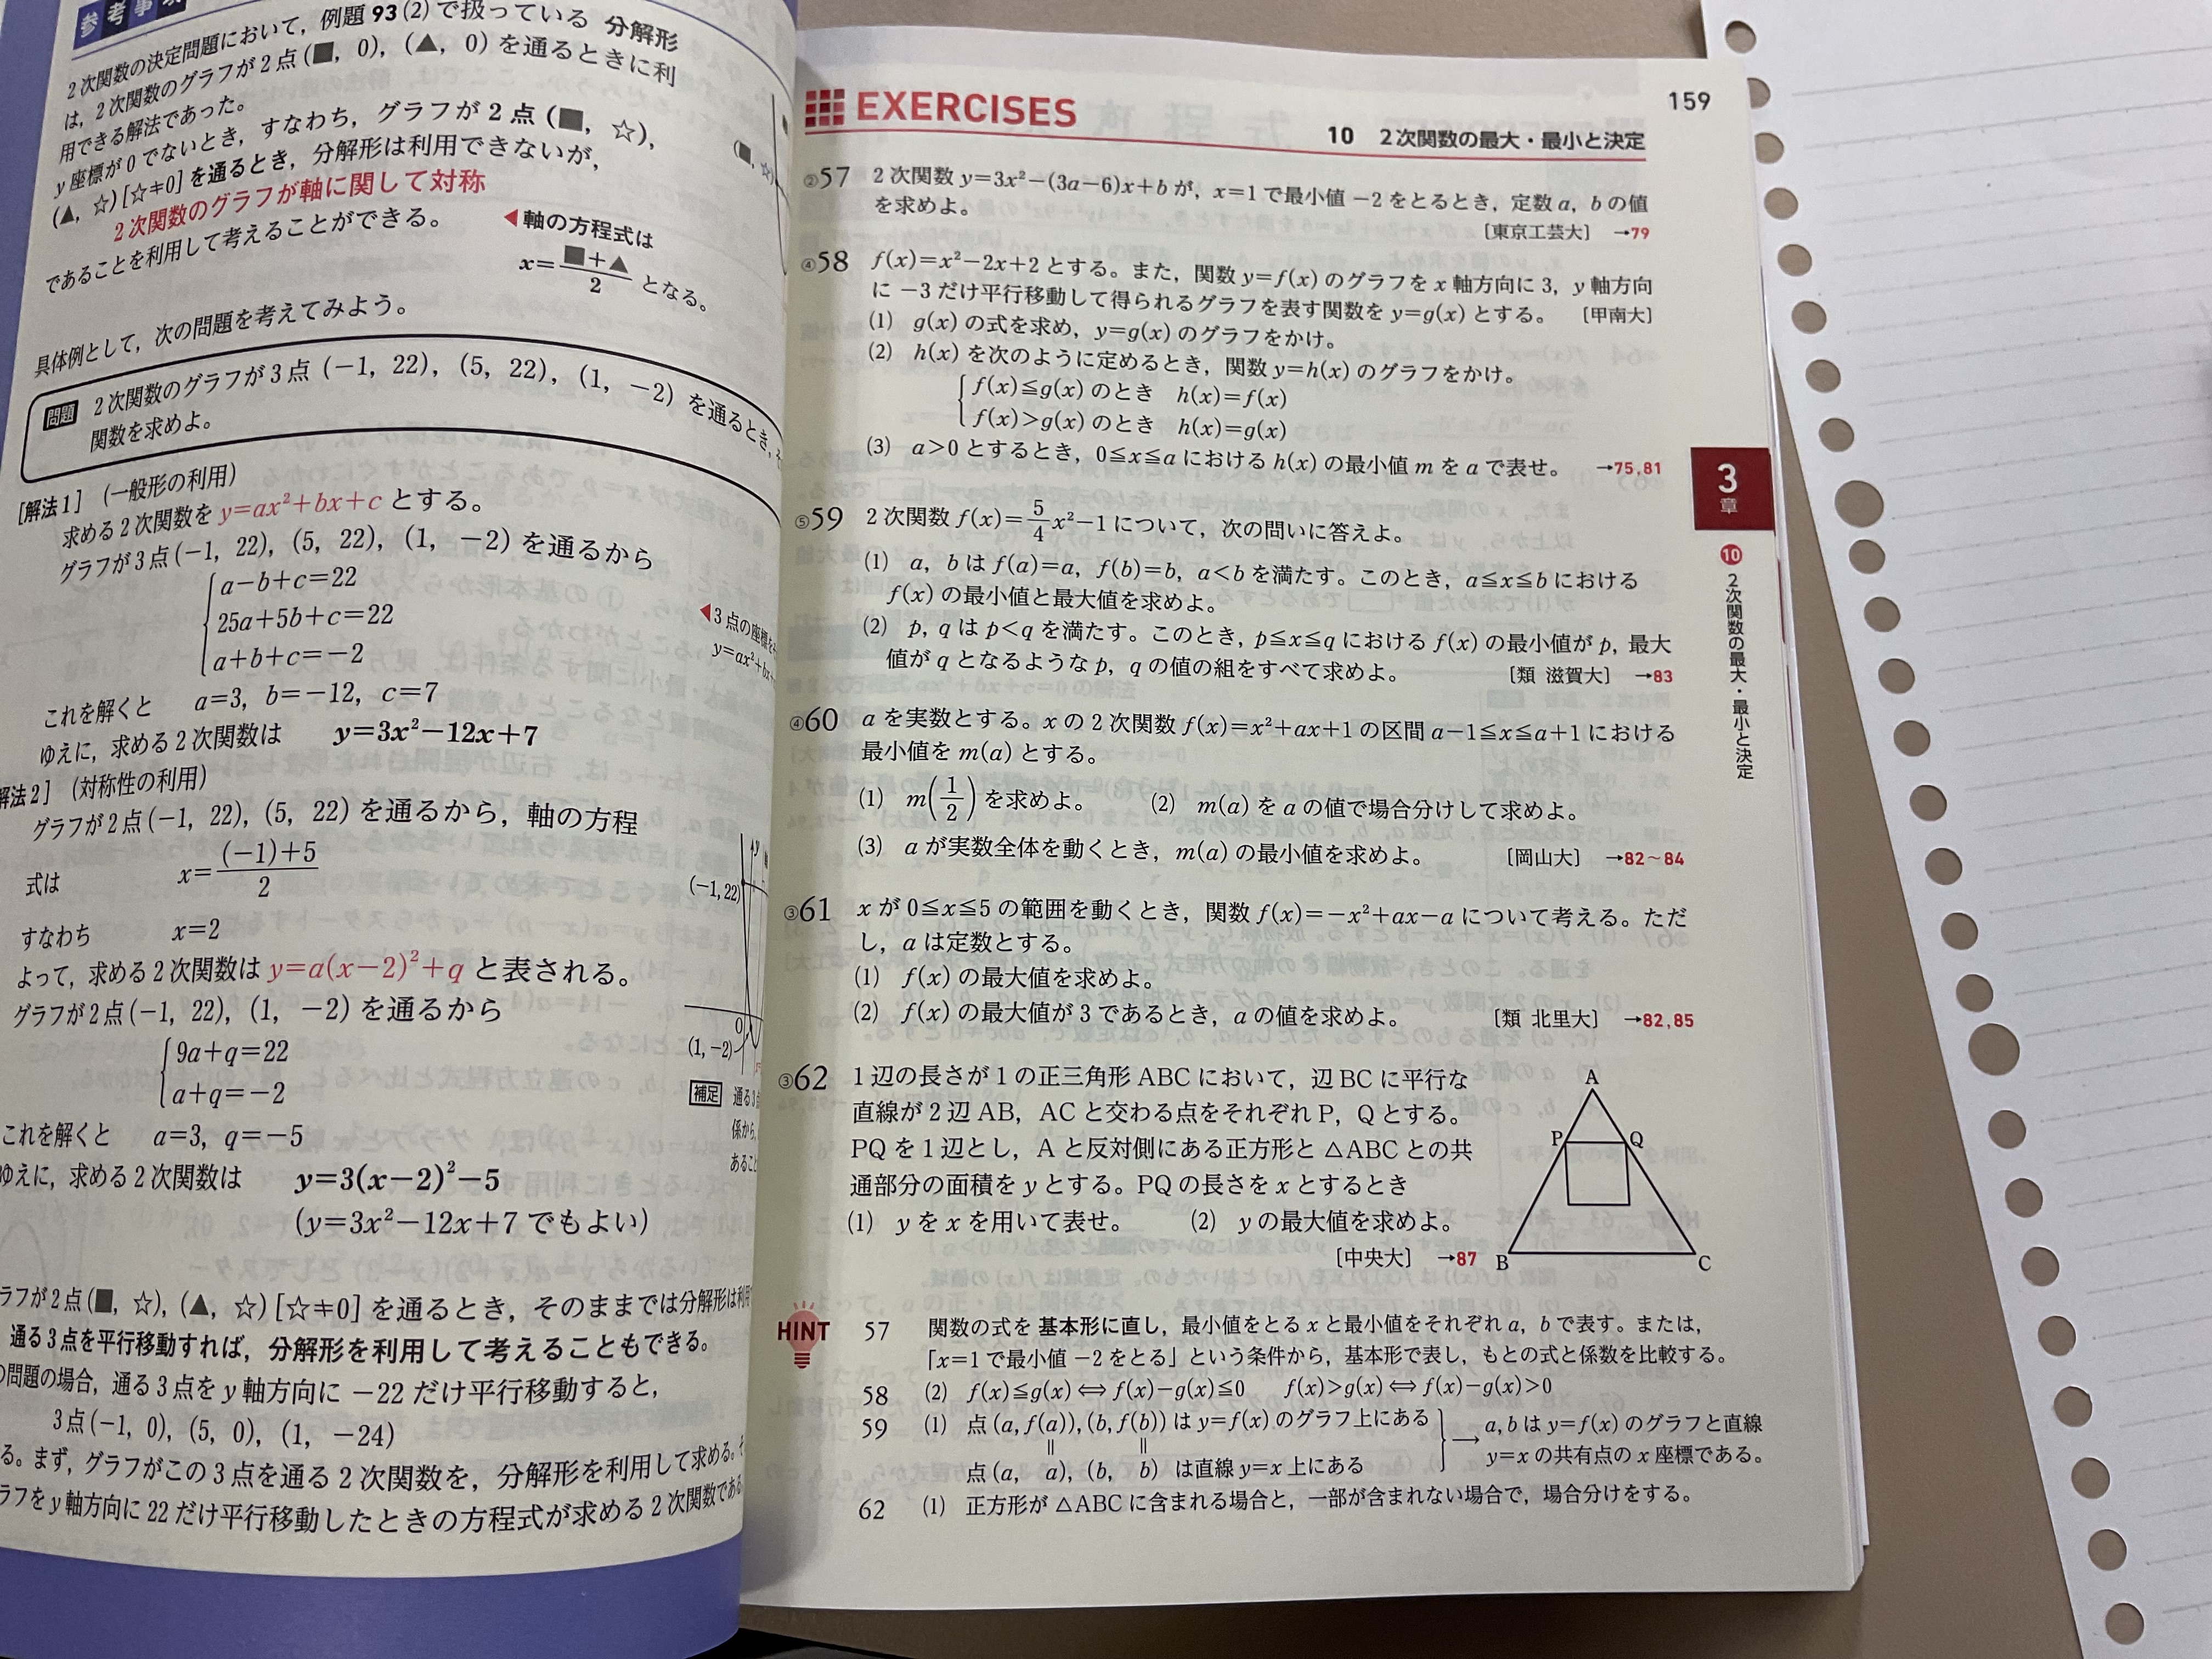 参考事項
2次関数の決定問題において，例題93(2)で扱っている 分解形
は，2次関数のグラフが2点(■，0)，(▲，0)を通るときに利
用できる解法であった。
y座標が0でないとき，すなわち，グラフが2点(■，☆)，
(▲，☆)[☆≠0]を通るとき，分解形は利用できないが，
2次関数のグラフが軸に関して対称
であることを利用して考えることができる。
◀軸の方程式は
x=(■+▲)/2 となる。
(■，☆)
具体例として，次の問題を考えてみよう。
問題 2次関数のグラフが3点(−1，22)，(5，22)，(1，−2)を通るとき，
関数を求めよ。
[解法1] (一般形の利用)
求める2次関数を y=ax²+bx+c とする。
グラフが3点(−1，22)，(5，22)，(1，−2)を通るから
a−b+c=22
25a+5b+c=22
a+b+c=−2
◀3点の座標を
y=ax²+bx+
これを解くと a=3，b=−12，c=7
ゆえに，求める2次関数は y=3x²−12x+7
解法2] (対称性の利用)
グラフが2点(−1，22)，(5，22)を通るから，軸の方程
式は x=((−1)+5)/2
すなわち x=2
よって，求める2次関数は y=a(x−2)²+q と表される。
グラフが2点(−1，22)，(1，−2)を通るから
9a+q=22
a+q=−2
これを解くと a=3，q=−5
ゆえに，求める2次関数は y=3(x−2)²−5
(y=3x²−12x+7 でもよい)
y
(−1,22)
0
(1,−2)
補足 通る3
係から，
あること
ラフが2点(■，☆)，(▲，☆)[☆≠0]を通るとき，そのままでは分解形は利用
通る3点を平行移動すれば，分解形を利用して考えることもできる。
の問題の場合，通る3点をy軸方向に−22だけ平行移動すると，
3点(−1，0)，(5，0)，(1，−24)
る。まず，グラフがこの3点を通る2次関数を，分解形を利用して求める。そ
ラフをy軸方向に22だけ平行移動したときの方程式が求める2次関数である
EXERCISES
159
10 2次関数の最大・最小と決定
②57 2次関数 y=3x²−(3a−6)x+b が，x=1で最小値−2をとるとき，定数a，bの値
を求めよ。
[東京工芸大] →79
④58 f(x)=x²−2x+2 とする。また，関数 y=f(x) のグラフをx軸方向に3，y軸方向
に−3だけ平行移動して得られるグラフを表す関数を y=g(x) とする。 [甲南大]
(1) g(x) の式を求め，y=g(x) のグラフをかけ。
(2) h(x) を次のように定めるとき，関数 y=h(x) のグラフをかけ。
f(x)≦g(x) のとき h(x)=f(x)
f(x)>g(x) のとき h(x)=g(x)
(3) a>0 とするとき，0≦x≦a における h(x) の最小値 m を a で表せ。 →75,81
⑤59 2次関数 f(x)=5/4x²−1 について，次の問いに答えよ。
(1) a，b は f(a)=a，f(b)=b，a<b を満たす。このとき，a≦x≦b における
f(x) の最小値と最大値を求めよ。
(2) p，q は p<q を満たす。このとき，p≦x≦q における f(x) の最小値が p，最大
値が q となるような p，q の値の組をすべて求めよ。 [類 滋賀大] →83
④60 a を実数とする。x の2次関数 f(x)=x²+ax+1 の区間 a−1≦x≦a+1 における
最小値を m(a) とする。
(1) m(1/2) を求めよ。 (2) m(a) を a の値で場合分けして求めよ。
(3) a が実数全体を動くとき，m(a) の最小値を求めよ。 [岡山大] →82〜84
③61 x が 0≦x≦5 の範囲を動くとき，関数 f(x)=−x²+ax−a について考える。ただ
し，a は定数とする。
(1) f(x) の最大値を求めよ。
(2) f(x) の最大値が3であるとき，a の値を求めよ。 [類 北里大] →82,85
③62 1辺の長さが1の正三角形 ABC において，辺 BC に平行な
直線が2辺 AB，AC と交わる点をそれぞれ P，Q とする。
PQ を1辺とし，A と反対側にある正方形と △ABC との共
通部分の面積を y とする。PQ の長さを x とするとき
(1) y を x を用いて表せ。 (2) y の最大値を求めよ。
[中央大] →87
A
P
Q
B
C
HINT 57 関数の式を 基本形に直し，最小値をとる x と最小値をそれぞれ a，b で表す。または，
「x=1 で最小値 −2 をとる」という条件から，基本形で表し，もとの式と係数を比較する。
58 (2) f(x)≦g(x)⟺f(x)−g(x)≦0 f(x)>g(x)⟺f(x)−g(x)>0
59 (1) 点 (a, f(a)), (b, f(b)) は y=f(x) のグラフ上にある
∥ ∥
点 (a, a), (b, b) は直線 y=x 上にある
→ a, b は y=f(x) のグラフと直線
y=x の共有点の x 座標である。
62 (1) 正方形が △ABC に含まれる場合と，一部が含まれない場合で，場合分けをする。
3
章
⑩ 2次関数の最大・最小と決定